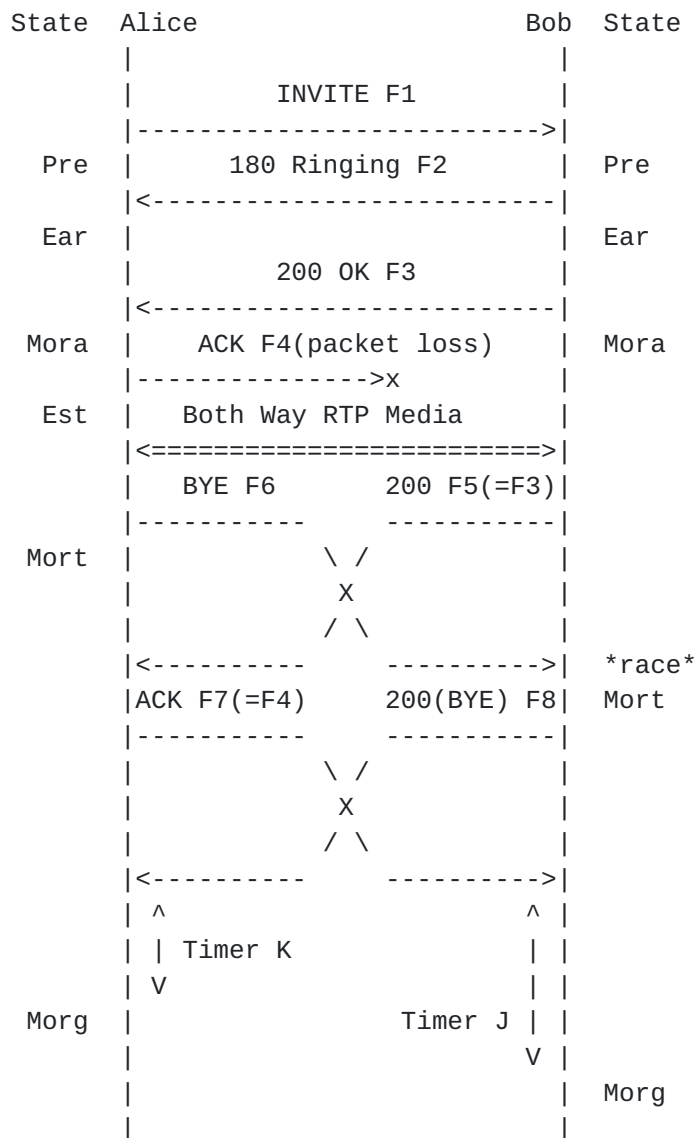 State  Alice                          Bob  State
       |                            |
       |         INVITE F1          |
       |--------------------------->|
  Pre  |      180 Ringing F2        |  Pre
       |<---------------------------|
  Ear  |                            |  Ear
       |         200 OK F3          |
       |<---------------------------|
 Mora  |    ACK F4(packet loss)     |  Mora
       |--------------->x           |
  Est  |   Both Way RTP Media       |
       |<==========================>|
       |   BYE F6       200 F5(=F3)|
       |-----------     -----------|
 Mort  |            \ /             |
       |             X              |
       |            / \             |
       |<----------     ---------->|  *race*
       |ACK F7(=F4)     200(BYE) F8|  Mort
       |-----------     -----------|
       |            \ /             |
       |             X              |
       |            / \             |
       |<----------     ---------->|
       | ^                        ^ |
       | | Timer K                | |
       | V                        | |
 Morg  |                 Timer J | |
       |                          V |
       |                            |  Morg
       |                            |